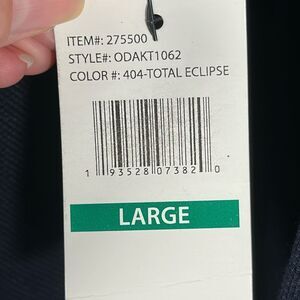 ITEM#: 275500
STYLE#: ODAKT1062
COLOR #: 404-TOTAL ECLIPSE
1 93528 07382 0
LARGE